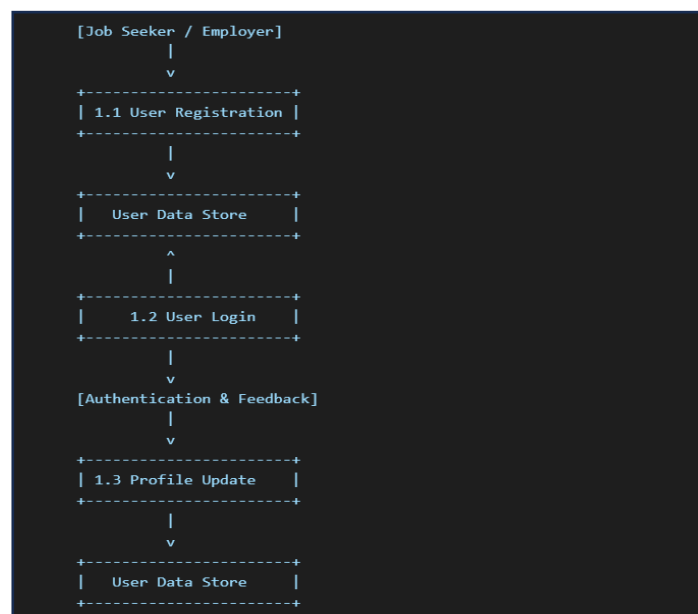 [Job Seeker / Employer]
|
v
+------------------------+
| 1.1 User Registration |
+------------------------+
|
v
+------------------------+
| User Data Store |
+------------------------+
^
|
+------------------------+
| 1.2 User Login |
+------------------------+
|
v
[Authentication & Feedback]
|
v
+------------------------+
| 1.3 Profile Update |
+------------------------+
|
v
+------------------------+
| User Data Store |
+------------------------+